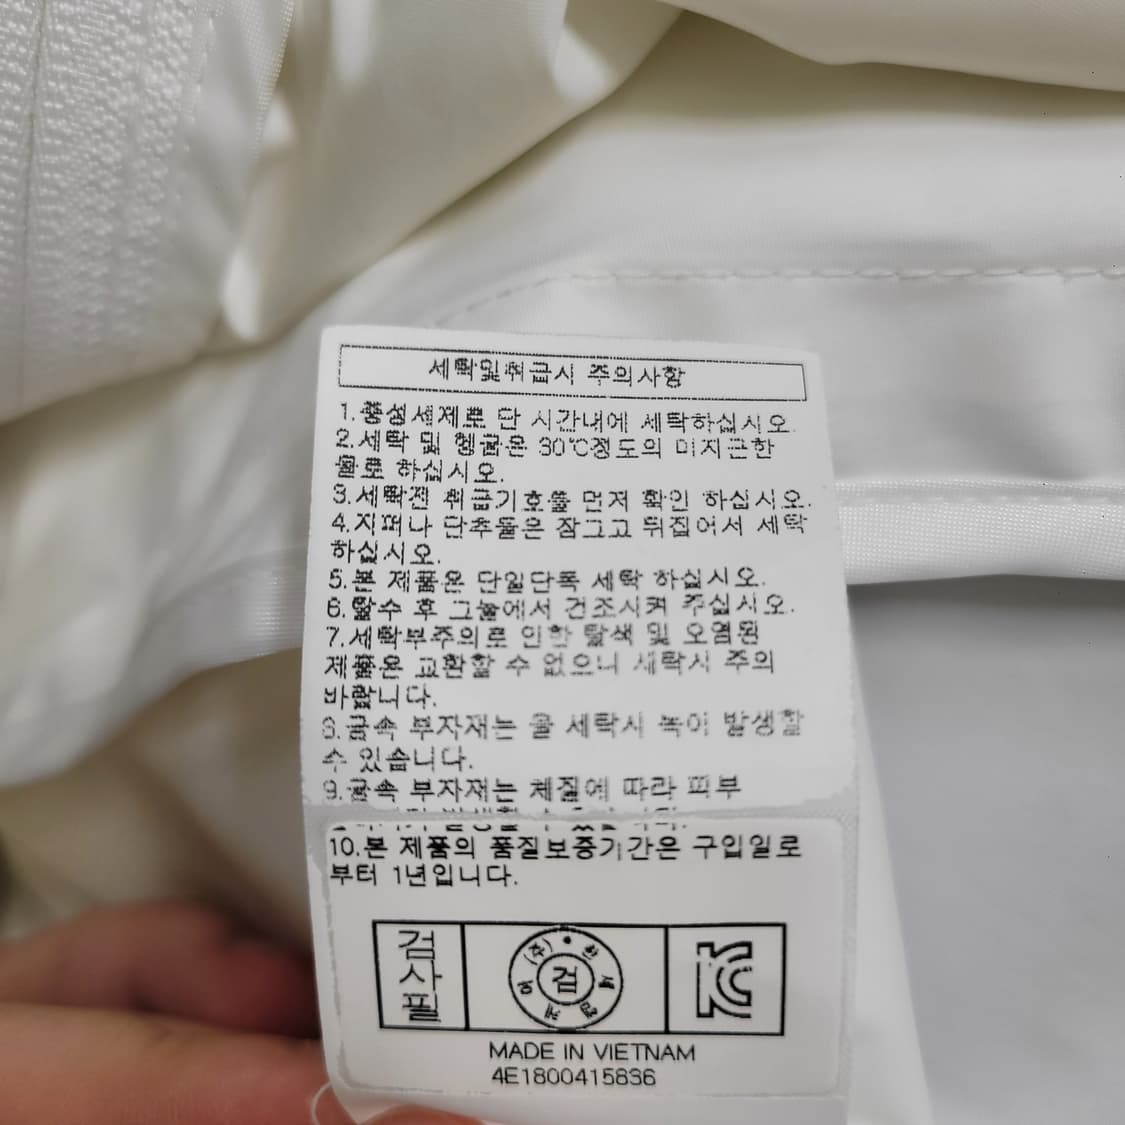 세탁및취급시 주의사항
1.중성세제로 단 시간내에 세탁하십시오.
2.세탁 및 헹굼은 30℃정도의 미지근한
물로 하십시오.
3.세탁전 취급기호를 먼저 확인 하십시오.
4.지퍼나 단추들은 잠그고 뒤집어서 세탁
하십시오.
5.본 제품은 단일단독 세탁 하십시오.
6.탈수 후 그늘에서 건조시켜 주십시오.
7.세탁부주의로 인한 탈색 및 오염된
제품은 교환할 수 없으니 세탁시 주의
바랍니다.
8.금속 부자재는 물 세탁시 녹이 발생할
수 있습니다.
9.금속 부자재는 체질에 따라 피부
발생할 수
10.본 제품의 품질보증기간은 구입일로
부터 1년입니다.
검사필
(주) 한세엠케이
검
KC
MADE IN VIETNAM
4E1800415836